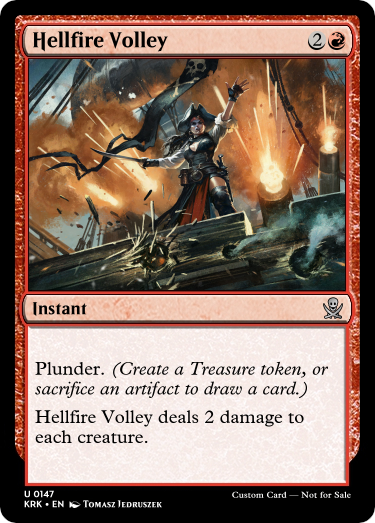 Hellfire Volley 2
Instant
Plunder. (Create a Treasure token, or
sacrifice an artifact to draw a card.)
Hellfire Volley deals 2 damage to
each creature.
U 0147
KRK • EN Tomasz Jedruszek
Custom Card — Not for Sale